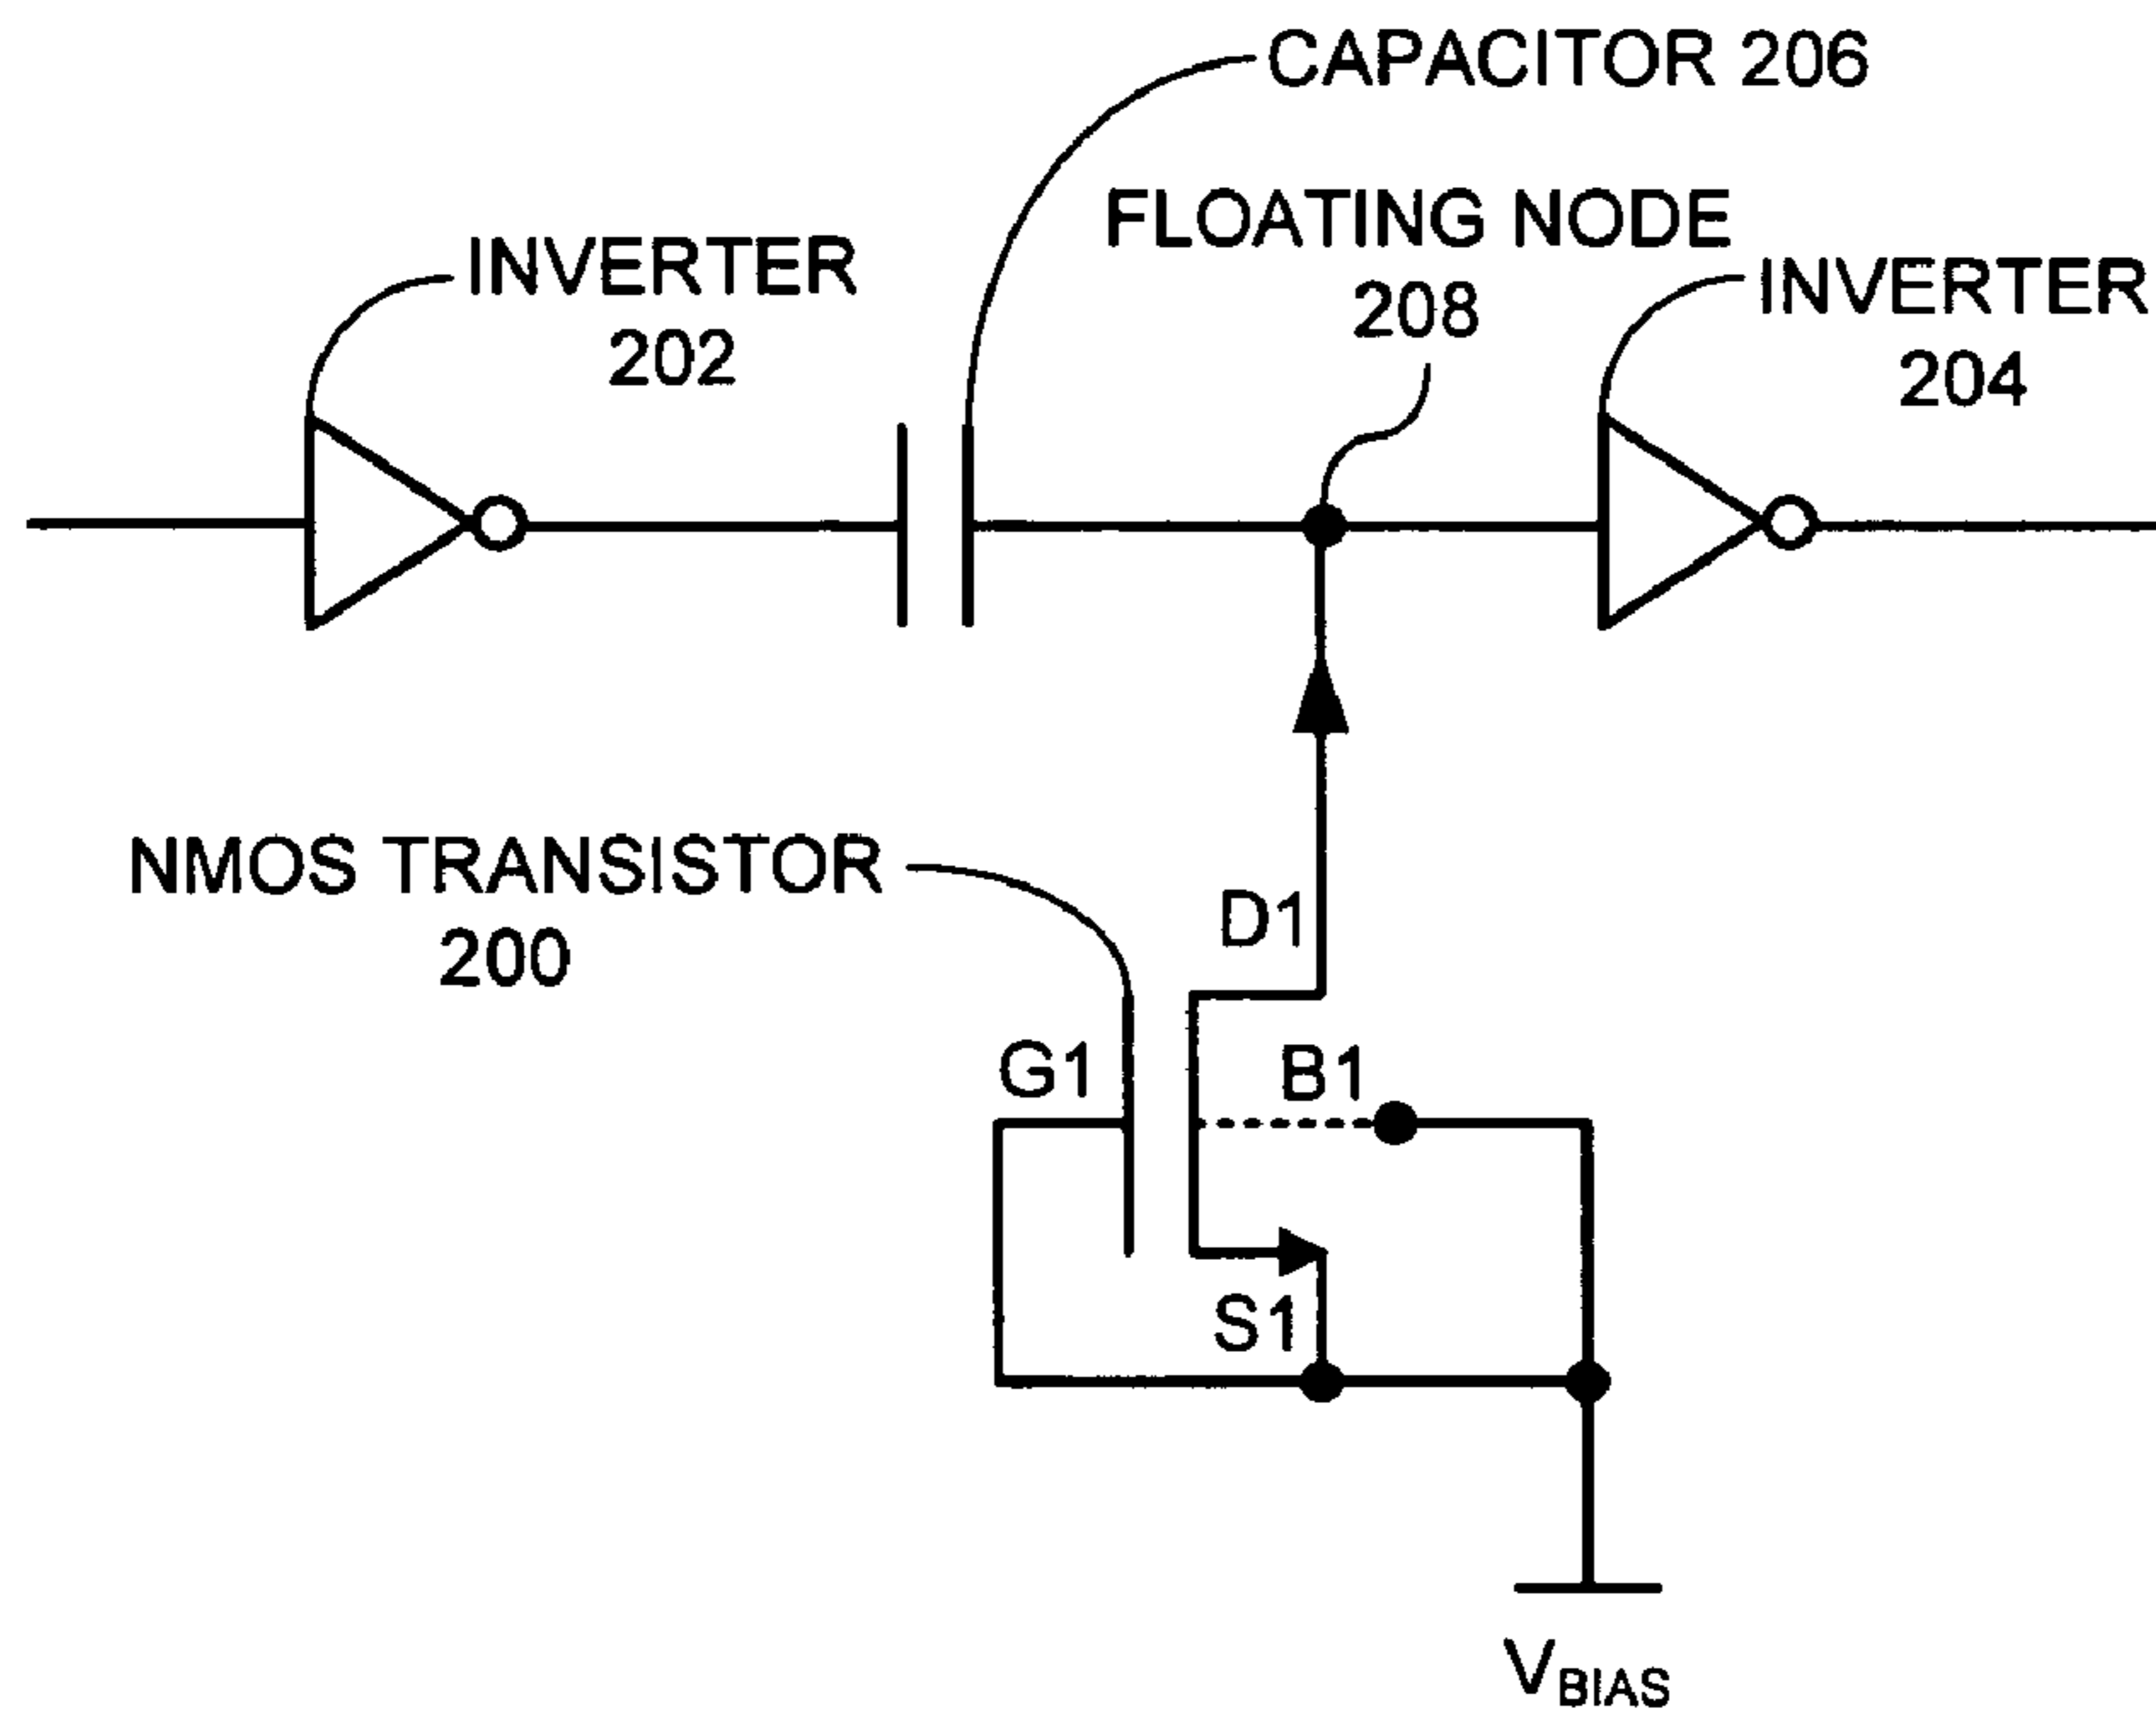 CAPACITOR 206
FLOATING NODE
208
INVERTER
202
INVERTER
204
NMOS TRANSISTOR
200
D1
G1
B1
S1
VBIAS